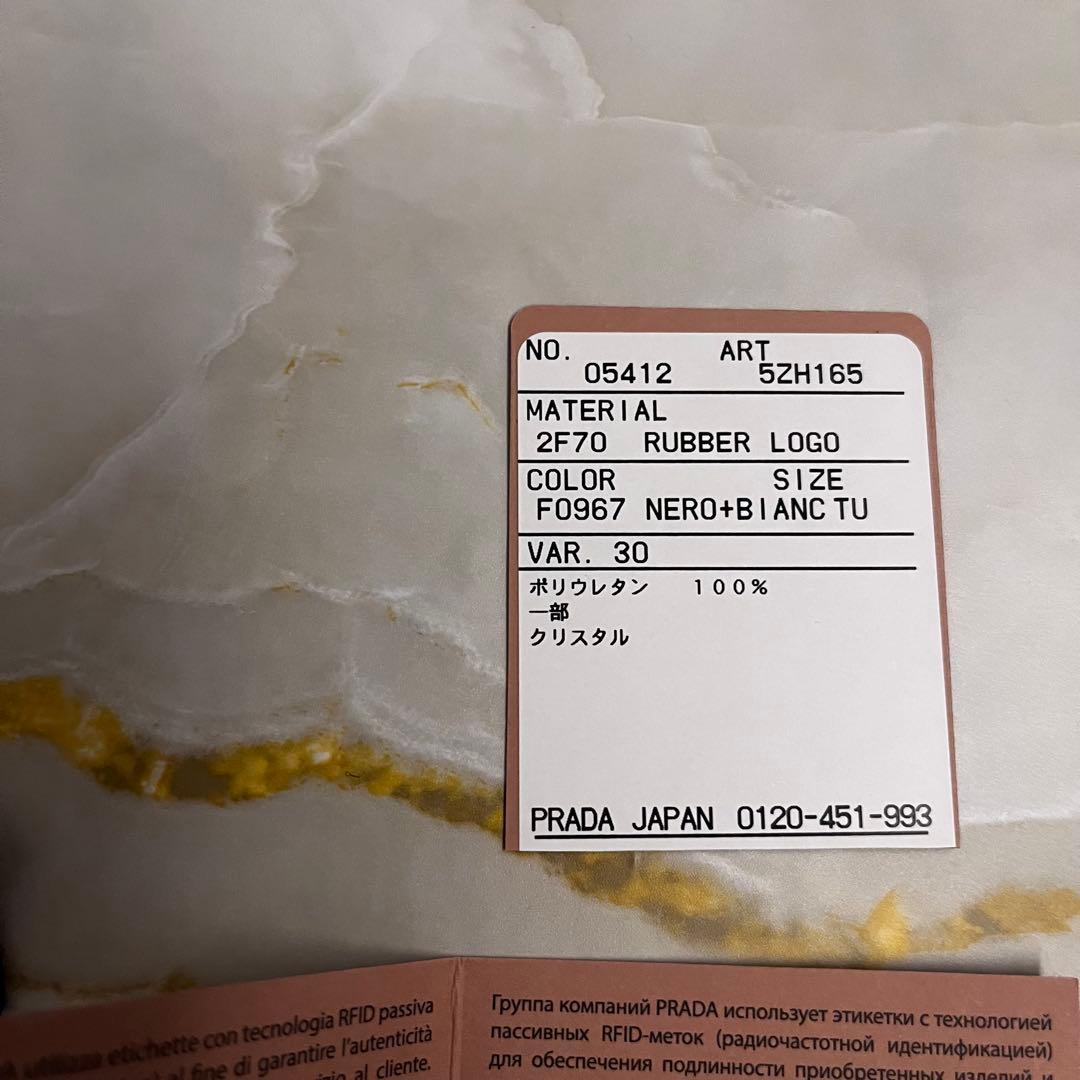 NO. ART
05412 5ZH165
MATERIAL
2F70 RUBBER LOGO
COLOR SIZE
F0967 NERO+BIANC TU
VAR. 30
ポリウレタン 100%
一部
クリスタル
PRADA JAPAN 0120-451-993
utilizza etichette con tecnologia RFID passiva
al fine di garantire l'autenticità
al cliente.
Группа компаний PRADA использует этикетки с технологией
пассивных RFID-меток (радиочастотной идентификацией)
для обеспечения подлинности приобретенных изделий и